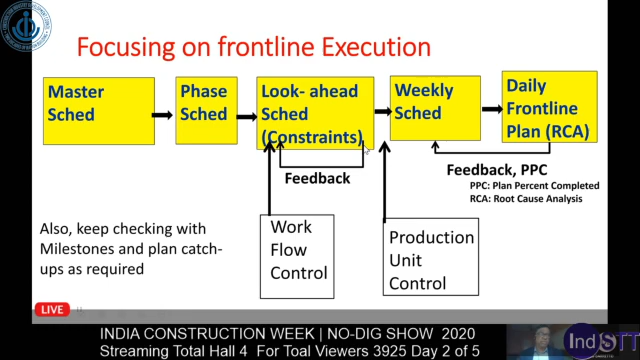 Focusing on frontline Execution
Master
Sched
Phase
Sched
Look- ahead
Sched
(Constraints)
Weekly
Sched
Daily
Frontline
Plan (RCA)
Feedback
Feedback, PPC
PPC: Plan Percent Completed
RCA: Root Cause Analysis
Also, keep checking with
Milestones and plan catch-
ups as required
Work
Flow
Control
Production
Unit
Control
LIVE
INDIA CONSTRUCTION WEEK | NO-DIG SHOW 2020
Streaming Total Hall 4 For Toal Viewers 3925 Day 2 of 5
IndSTT